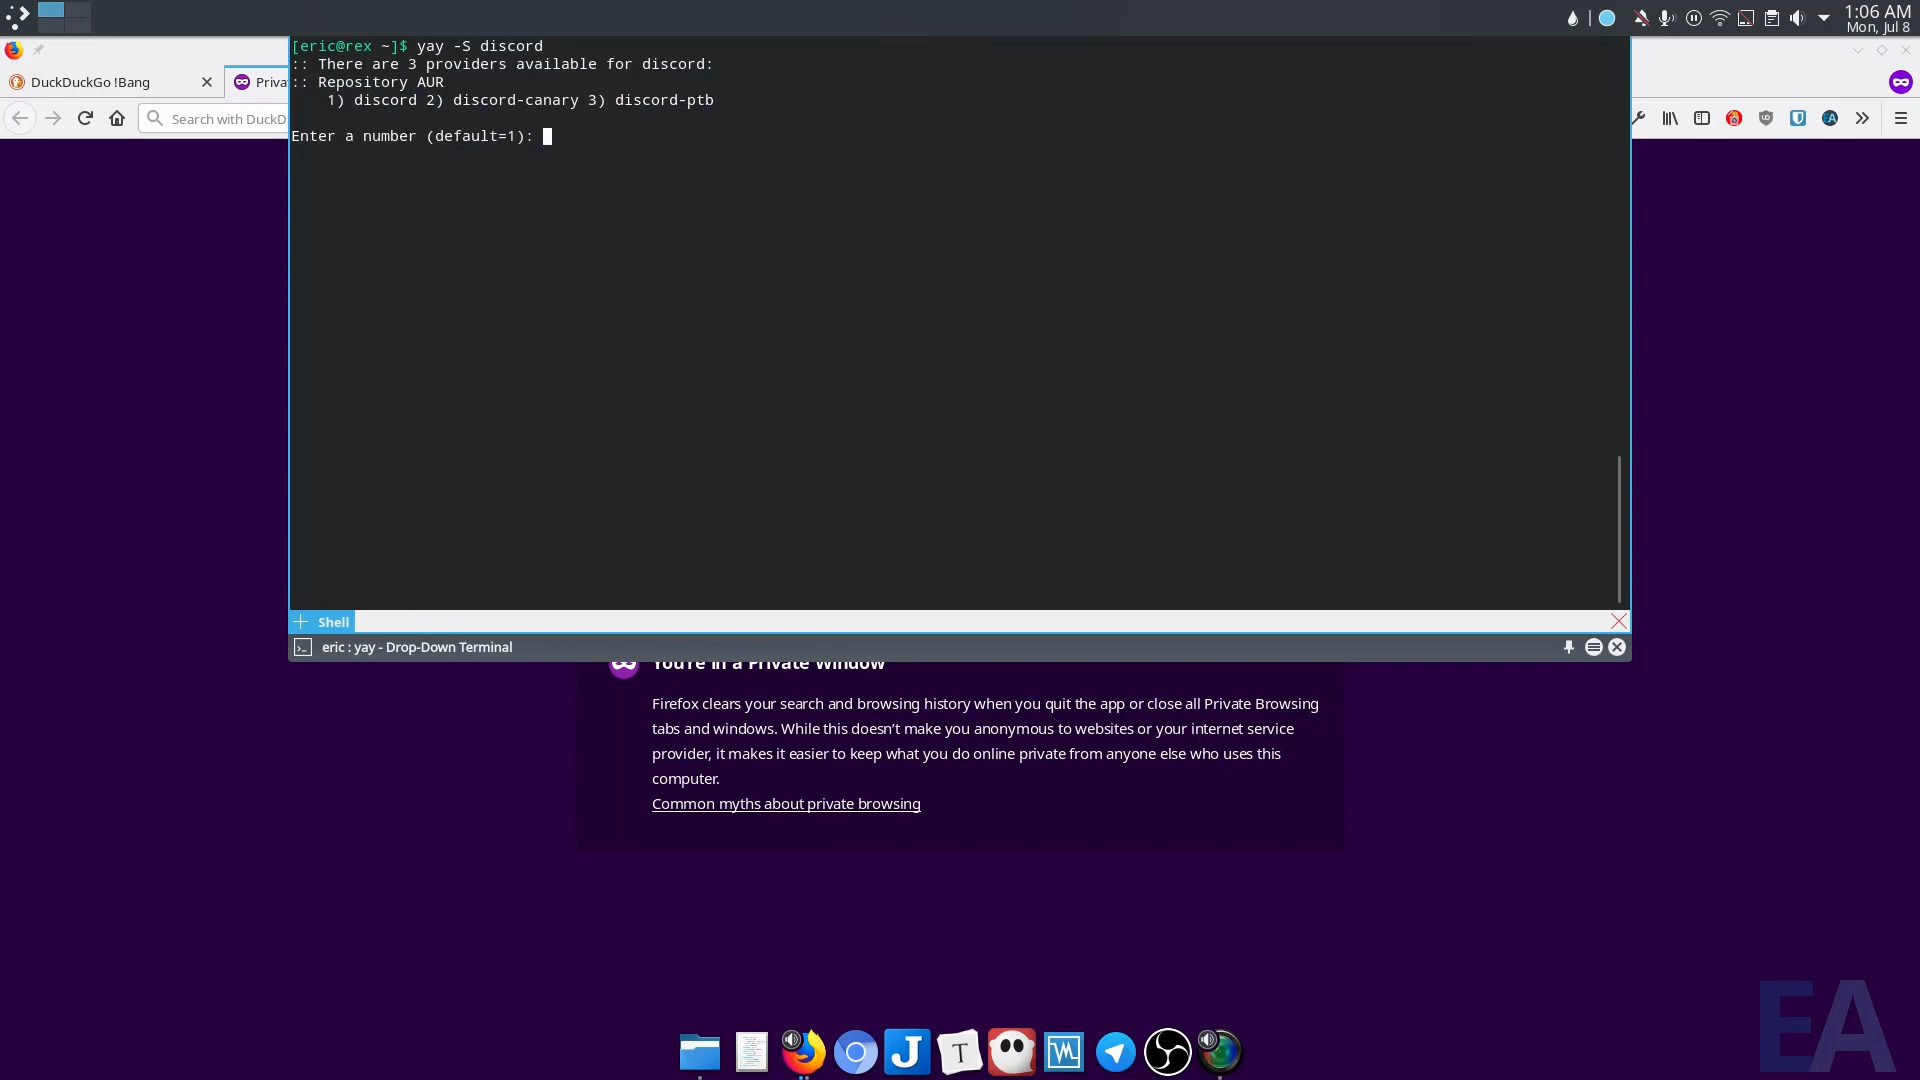 1:06 AM
Mon, Jul 8
DuckDuckGo !Bang
Priva
Search with DuckD
[eric@rex ~]$ yay -S discord
:: There are 3 providers available for discord:
:: Repository AUR
1) discord 2) discord-canary 3) discord-ptb
Enter a number (default=1):
Shell
eric : yay - Drop-Down Terminal
You're in a Private Window
Firefox clears your search and browsing history when you quit the app or close all Private Browsing
tabs and windows. While this doesn’t make you anonymous to websites or your internet service
provider, it makes it easier to keep what you do online private from anyone else who uses this
computer.
Common myths about private browsing
EA
J
T